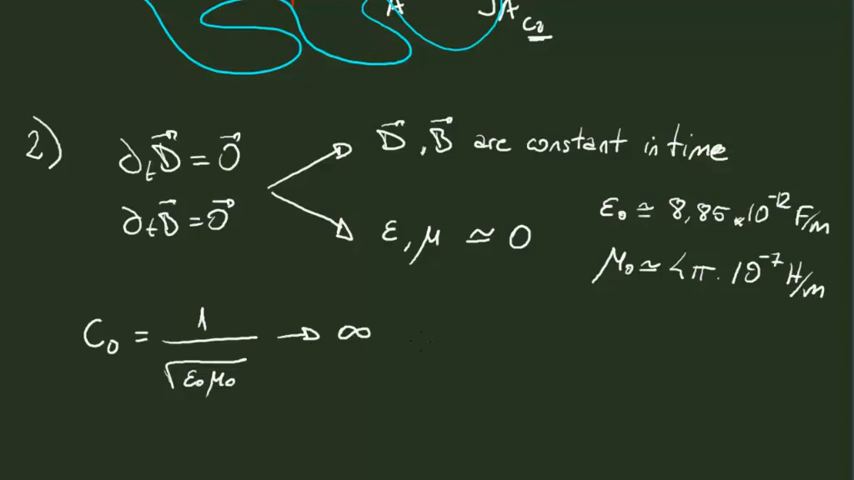 A ∫A C₀
2) ∂ₜD⃗ = 0⃗
∂ₜB⃗ = 0⃗
D⃗, B⃗ are constant in time
ε, μ ≃ 0
ε₀ ≃ 8,85 × 10⁻¹² F/m
μ₀ ≃ 4π · 10⁻⁷ H/m
C₀ = 1/√(ε₀μ₀) → ∞